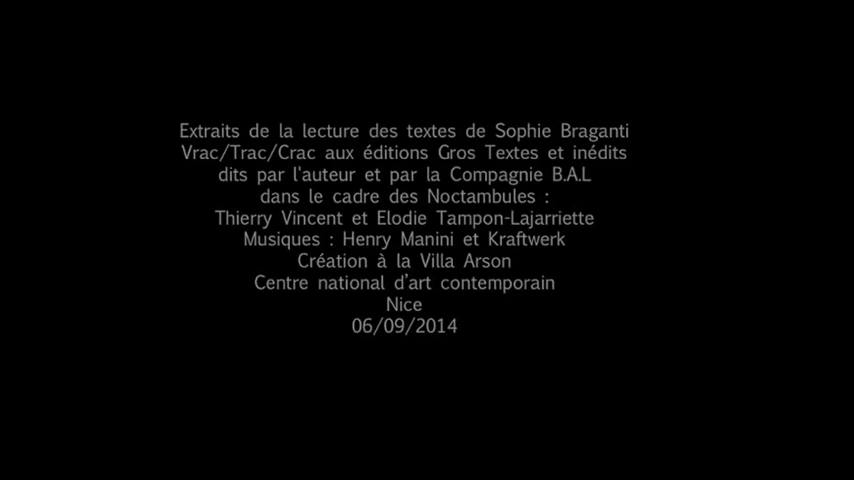 Extraits de la lecture des textes de Sophie Braganti
Vrac/Trac/Crac aux éditions Gros Textes et inédits
dits par l'auteur et par la Compagnie B.A.L
dans le cadre des Noctambules :
Thierry Vincent et Elodie Tampon-Lajarriette
Musiques : Henry Manini et Kraftwerk
Création à la Villa Arson
Centre national d'art contemporain
Nice
06/09/2014